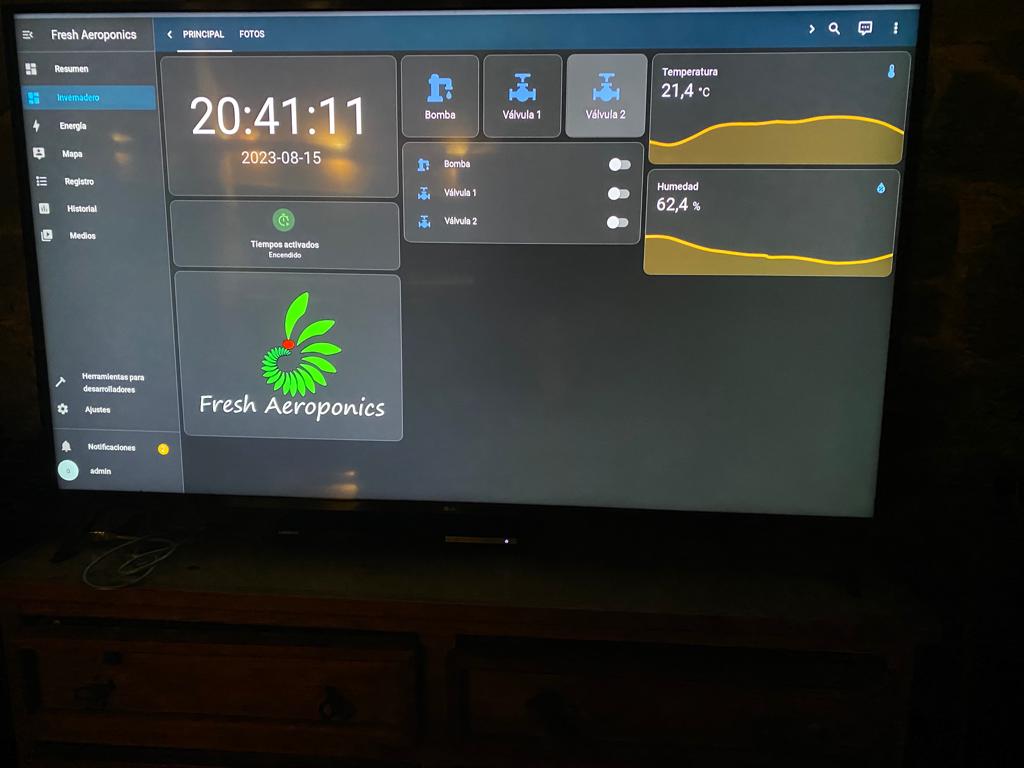 Fresh Aeroponics
PRINCIPAL
FOTOS
Resumen
Invernadero
Energía
Mapa
Registro
Historial
Medios
Herramientas para
desarrolladores
Ajustes
Notificaciones
2
admin
20:41:11
2023-08-15
Tiempos activados
Encendido
Fresh Aeroponics
Bomba
Válvula 1
Válvula 2
Bomba
Válvula 1
Válvula 2
Temperatura
21,4 °C
Humedad
62,4 %